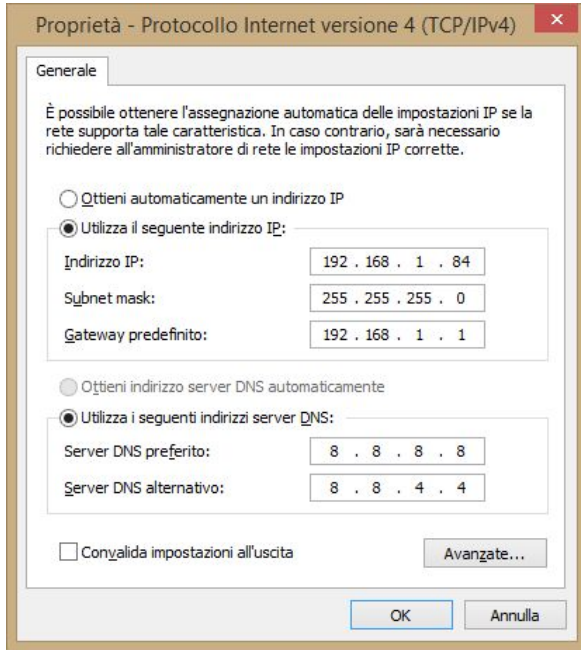 Proprietà - Protocollo Internet versione 4 (TCP/IPv4)
Generale
È possibile ottenere l'assegnazione automatica delle impostazioni IP se la
rete supporta tale caratteristica. In caso contrario, sarà necessario
richiedere all'amministratore di rete le impostazioni IP corrette.
Ottieni automaticamente un indirizzo IP
Utilizza il seguente indirizzo IP:
Indirizzo IP: 192 . 168 . 1 . 84
Subnet mask: 255 . 255 . 255 . 0
Gateway predefinito: 192 . 168 . 1 . 1
Ottieni indirizzo server DNS automaticamente
Utilizza i seguenti indirizzi server DNS:
Server DNS preferito: 8 . 8 . 8 . 8
Server DNS alternativo: 8 . 8 . 4 . 4
Convalida impostazioni all'uscita
Avanzate...
OK Annulla